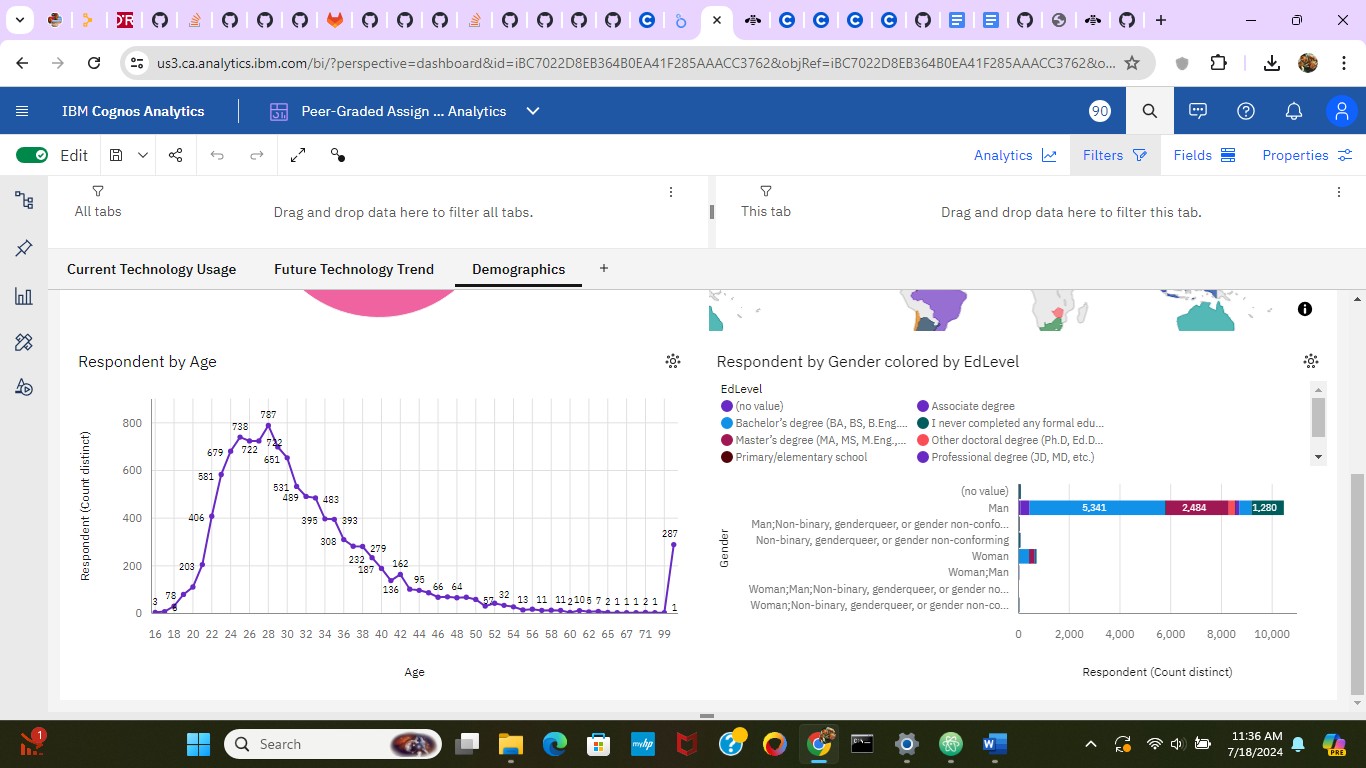 us3.ca.analytics.ibm.com/bi/?perspective=dashboard&id=iBC7022D8EB364B0EA41F285AAACC3762&objRef=iBC7022D8EB364B0EA41F285AAACC3762&o...
IBM Cognos Analytics
Peer-Graded Assign ... Analytics
90
Edit
Analytics
Filters
Fields
Properties
All tabs
Drag and drop data here to filter all tabs.
This tab
Drag and drop data here to filter this tab.
Current Technology Usage
Future Technology Trend
Demographics
Respondent by Age
Respondent (Count distinct)
800
600
400
200
0
3
8
78
203
406
581
679
738
722
787
722
651
531
489
483
395
393
308
232
279
187
136
162
95
66
64
57
32
13
11
11
2
10
5
7
2
1
1
1
2
1
287
1
16 18 20 22 24 26 28 30 32 34 36 38 40 42 44 46 48 50 52 54 56 58 60 62 65 67 71 99
Age
Respondent by Gender colored by EdLevel
EdLevel
(no value)
Associate degree
Bachelor's degree (BA, BS, B.Eng....
I never completed any formal edu...
Master's degree (MA, MS, M.Eng.,...
Other doctoral degree (Ph.D, Ed.D...
Primary/elementary school
Professional degree (JD, MD, etc.)
Gender
(no value)
Man
5,341
2,484
1,280
Man;Non-binary, genderqueer, or gender non-confo...
Non-binary, genderqueer, or gender non-conforming
Woman
Woman;Man
Woman;Man;Non-binary, genderqueer, or gender no...
Woman;Non-binary, genderqueer, or gender non-co...
0 2,000 4,000 6,000 8,000 10,000
Respondent (Count distinct)
1
Search
myhp
11:36 AM
7/18/2024
PRE